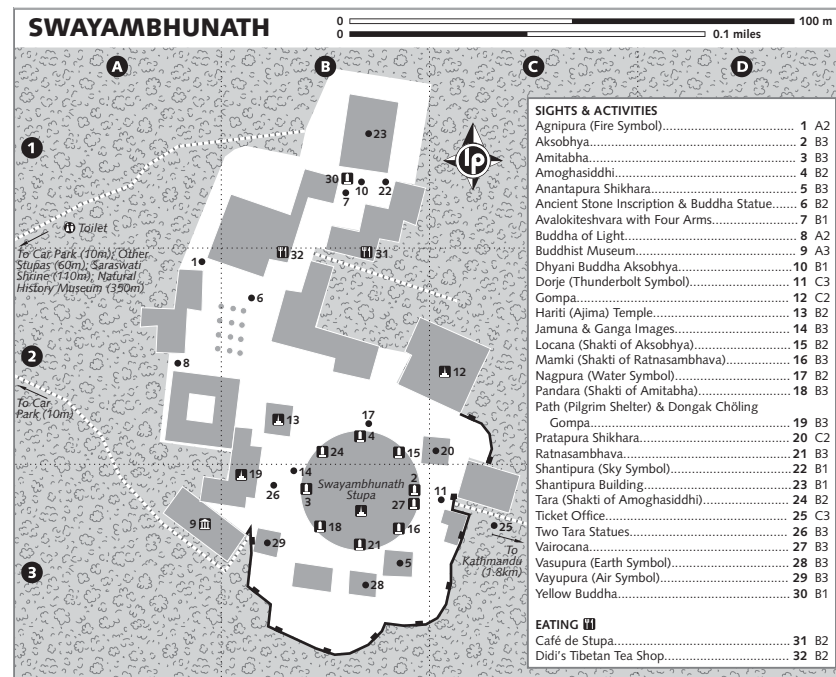 SWAYAMBHUNATH
0 100 m
0 0.1 miles
A B C D
1
2
3
23
30
10 22
7
Toilet
To Car Park (10m); Other
Stupas (60m); Saraswati
Shrine (110m); Natural
History Museum (350m)
1
32
31
6
8
12
To Car
Park (10m)
13
17
4
24
15
20
19
14
26
Swayambhunath
Stupa
3
2
27
11
18
16
9
25
21
29
5
28
To
Kathmandu
(1.8km)
lp
SIGHTS & ACTIVITIES
Agnipura (Fire Symbol) 1 A2
Aksobhya 2 B3
Amitabha 3 B3
Amoghasiddhi 4 B2
Anantapura Shikhara 5 B3
Ancient Stone Inscription & Buddha Statue 6 B2
Avalokiteshvara with Four Arms 7 B1
Buddha of Light 8 A2
Buddhist Museum 9 A3
Dhyani Buddha Aksobhya 10 B1
Dorje (Thunderbolt Symbol) 11 C3
Gompa 12 C2
Hariti (Ajima) Temple 13 B2
Jamuna & Ganga Images 14 B3
Locana (Shakti of Aksobhya) 15 B2
Mamki (Shakti of Ratnasambhava) 16 B3
Nagpura (Water Symbol) 17 B2
Pandara (Shakti of Amitabha) 18 B3
Path (Pilgrim Shelter) & Dongak Chöling
Gompa 19 B3
Pratapura Shikhara 20 C2
Ratnasambhava 21 B3
Shantipura (Sky Symbol) 22 B1
Shantipura Building 23 B1
Tara (Shakti of Amoghasiddhi) 24 B2
Ticket Office 25 C3
Two Tara Statues 26 B3
Vairocana 27 B3
Vasupura (Earth Symbol) 28 B3
Vayupura (Air Symbol) 29 B3
Yellow Buddha 30 B1
EATING
Café de Stupa 31 B2
Didi's Tibetan Tea Shop 32 B2